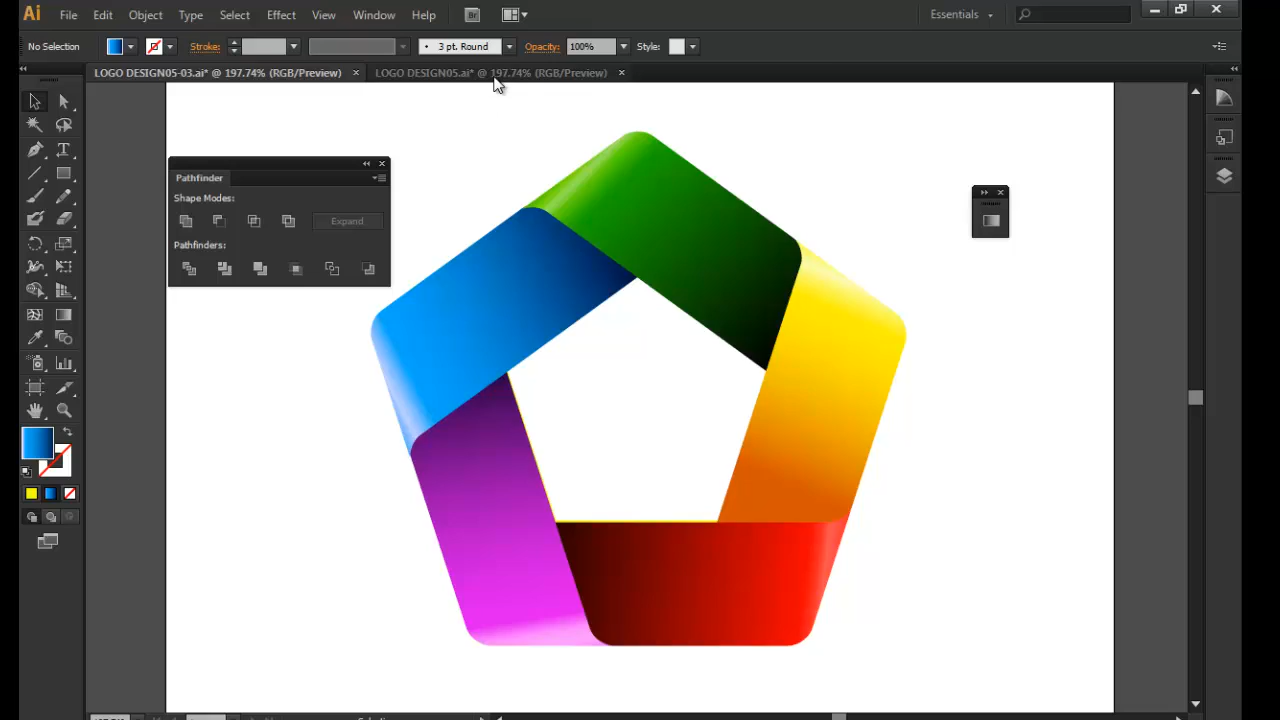 Ai File Edit Object Type Select Effect View Window Help Br Essentials
No Selection Stroke: 3 pt. Round Opacity: 100% Style:
LOGO DESIGN05-03.ai* @ 197.74% (RGB/Preview) LOGO DESIGN05.ai* @ 197.74% (RGB/Preview)
Pathfinder
Shape Modes:
Expand
Pathfinders: